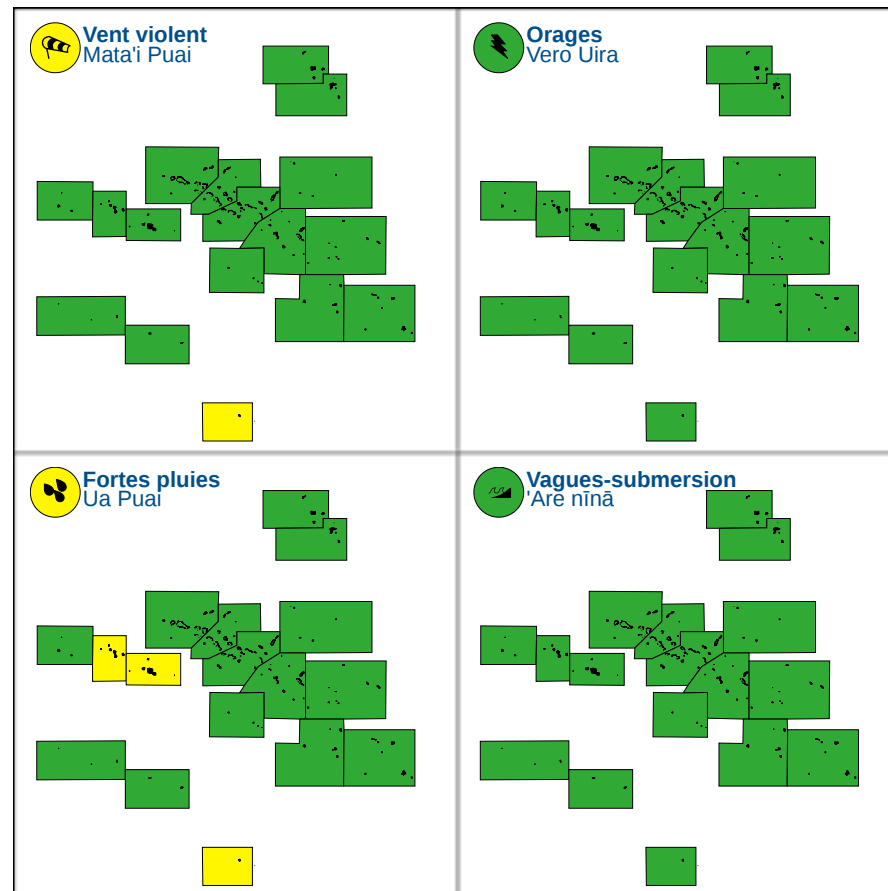 Vent violent
Mata'i Puai
Orages
Vero Uira
Fortes pluies
Ua Puai
Vagues-submersion
'Are nīnā